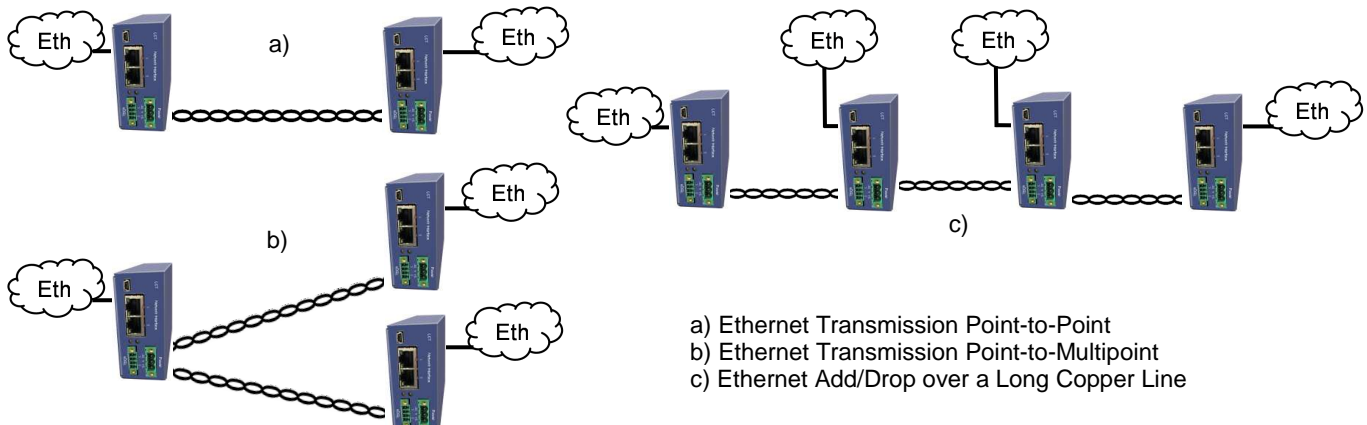 Eth
Eth
a)
Eth
Eth
Eth
Eth
c)
Eth
b)
Eth
Eth
a) Ethernet Transmission Point-to-Point
b) Ethernet Transmission Point-to-Multipoint
c) Ethernet Add/Drop over a Long Copper Line